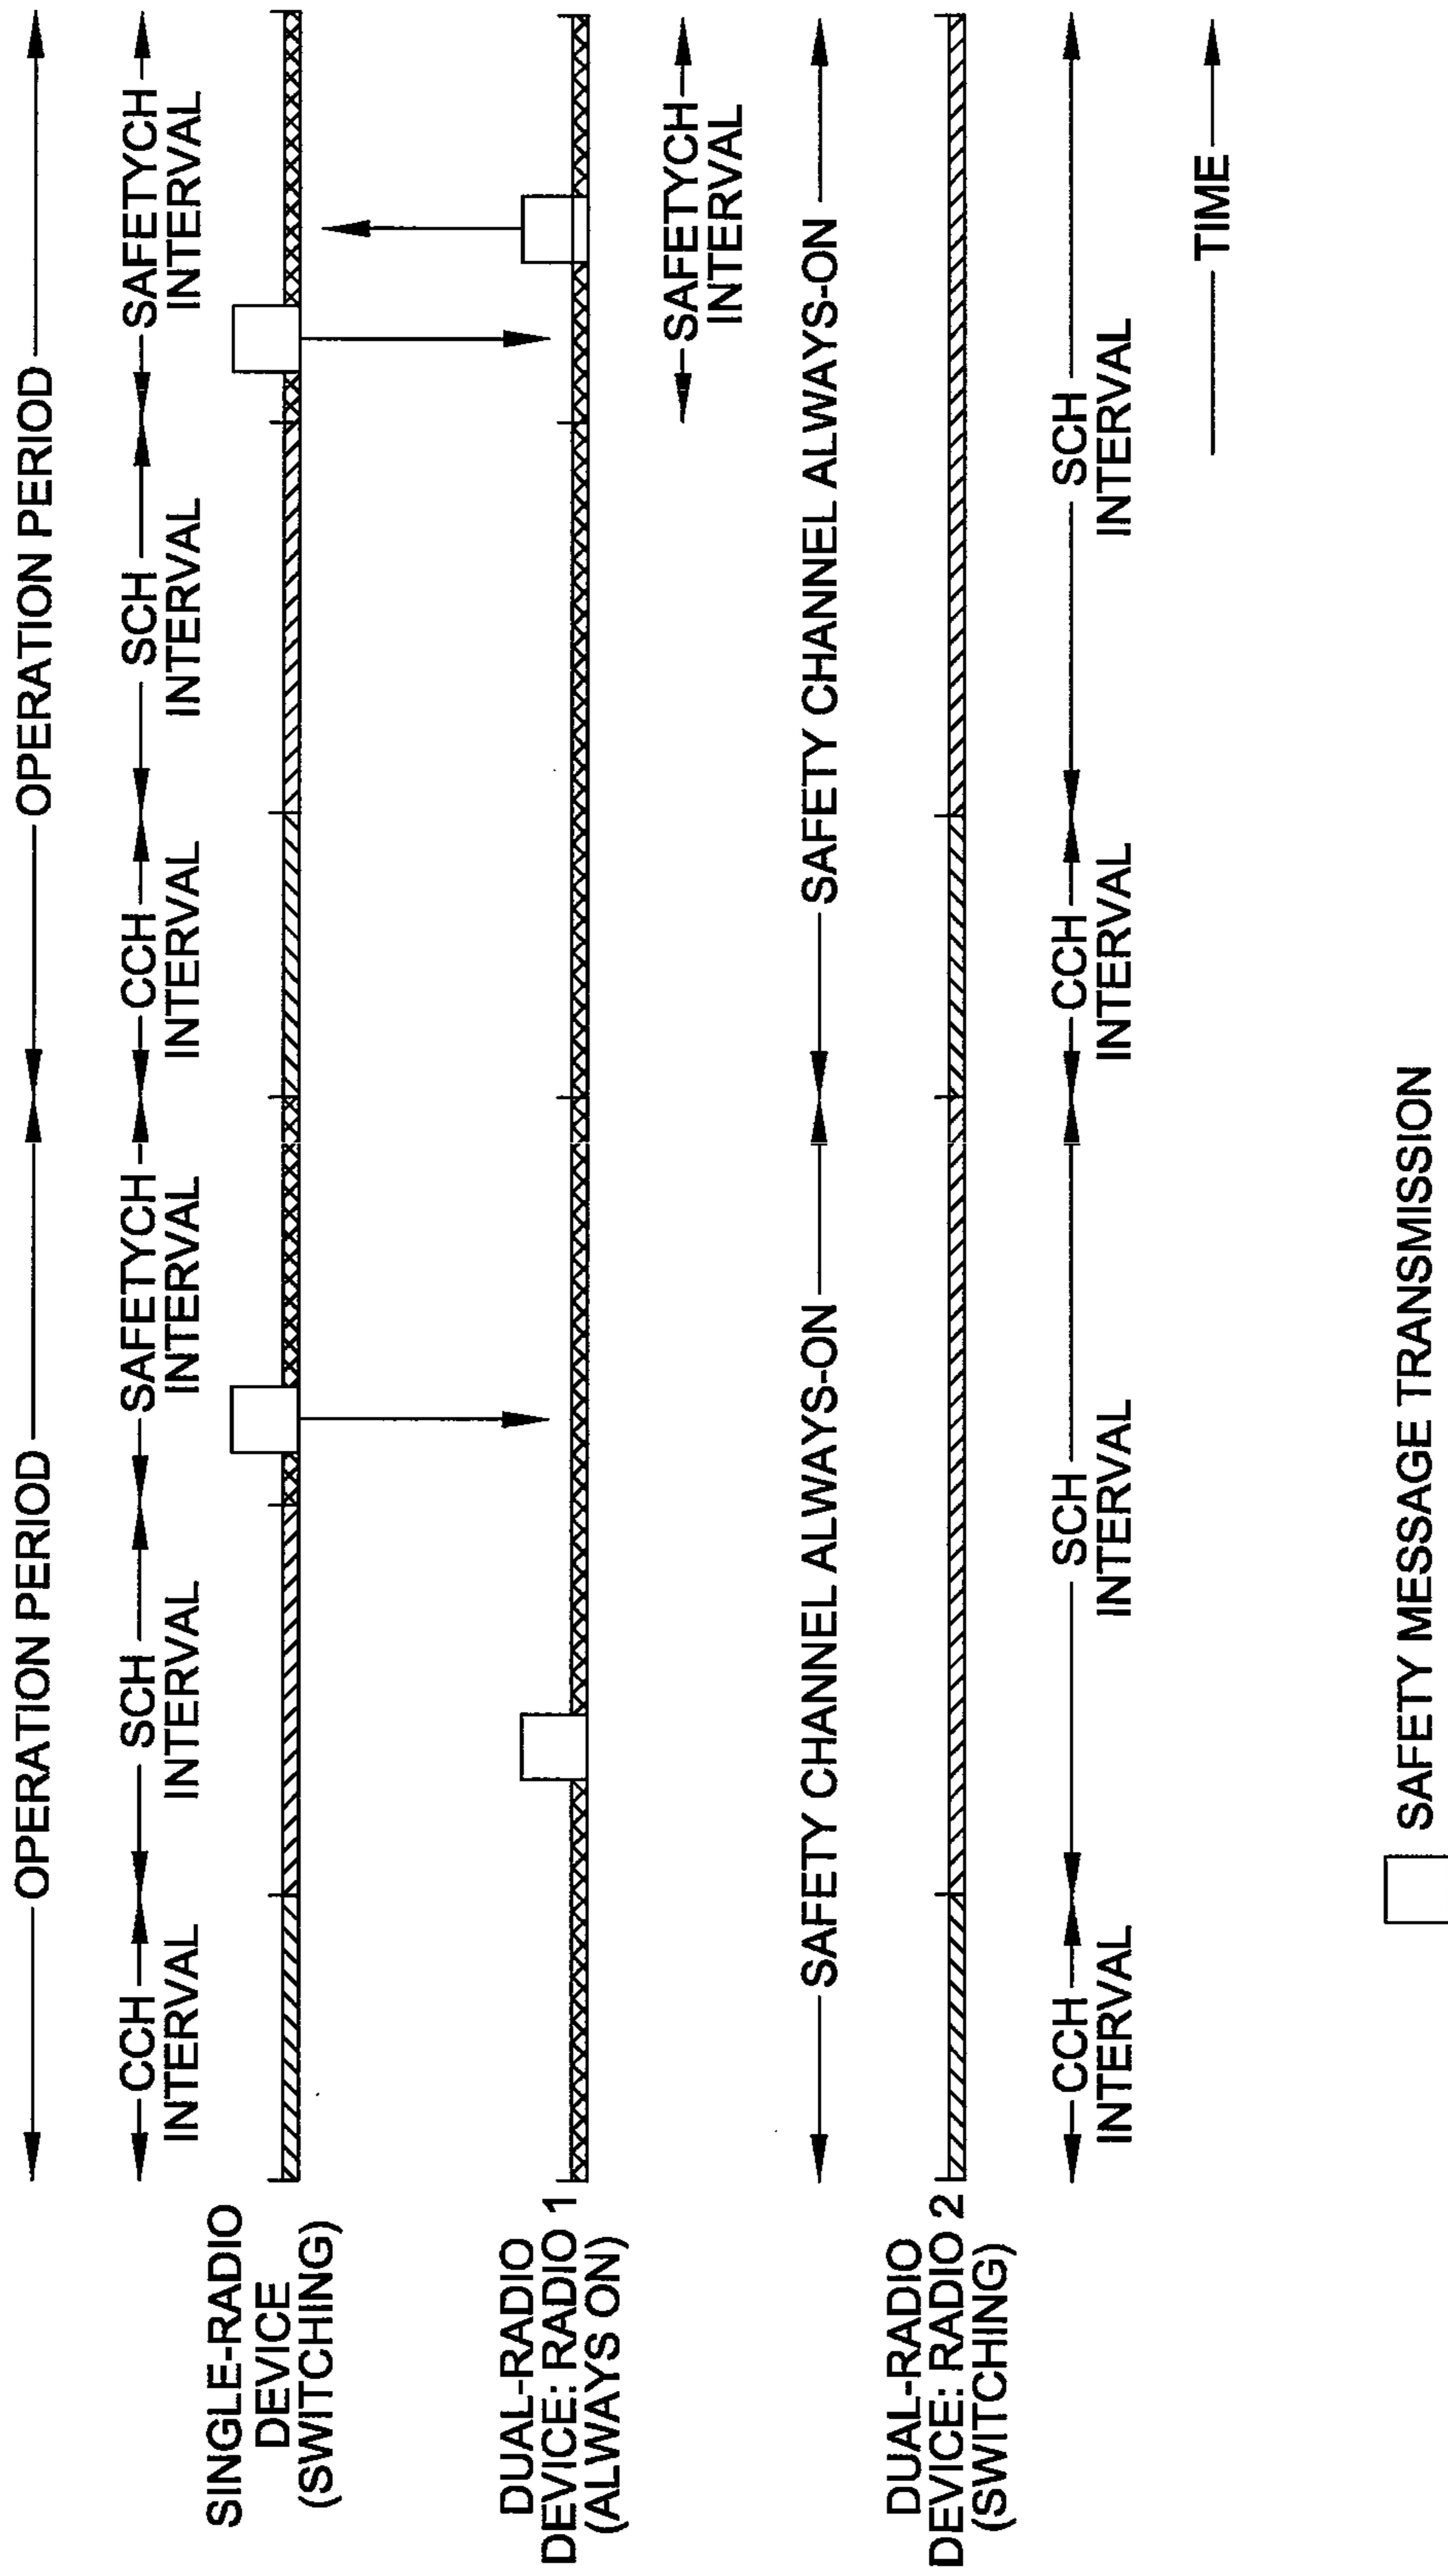 OPERATION PERIOD
OPERATION PERIOD
CCH
INTERVAL
SCH
INTERVAL
SAFETYCH
INTERVAL
CCH
INTERVAL
SCH
INTERVAL
SAFETYCH
INTERVAL
SINGLE-RADIO
DEVICE
(SWITCHING)
DUAL-RADIO
DEVICE: RADIO 1
(ALWAYS ON)
SAFETYCH
INTERVAL
SAFETY CHANNEL ALWAYS-ON
SAFETY CHANNEL ALWAYS-ON
DUAL-RADIO
DEVICE: RADIO 2
(SWITCHING)
CCH
INTERVAL
SCH
INTERVAL
CCH
INTERVAL
SCH
INTERVAL
TIME
SAFETY MESSAGE TRANSMISSION